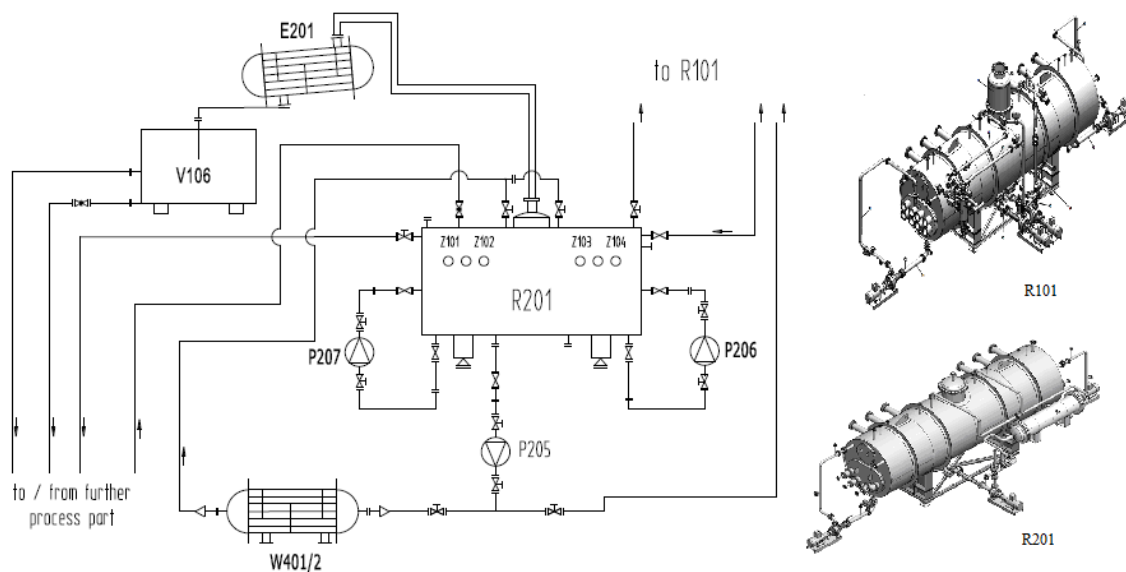 E201
to R101
V106
Z101 Z102 Z103 Z104
R201
P207
P206
P205
to / from further
process part
W401/2
R101
R201